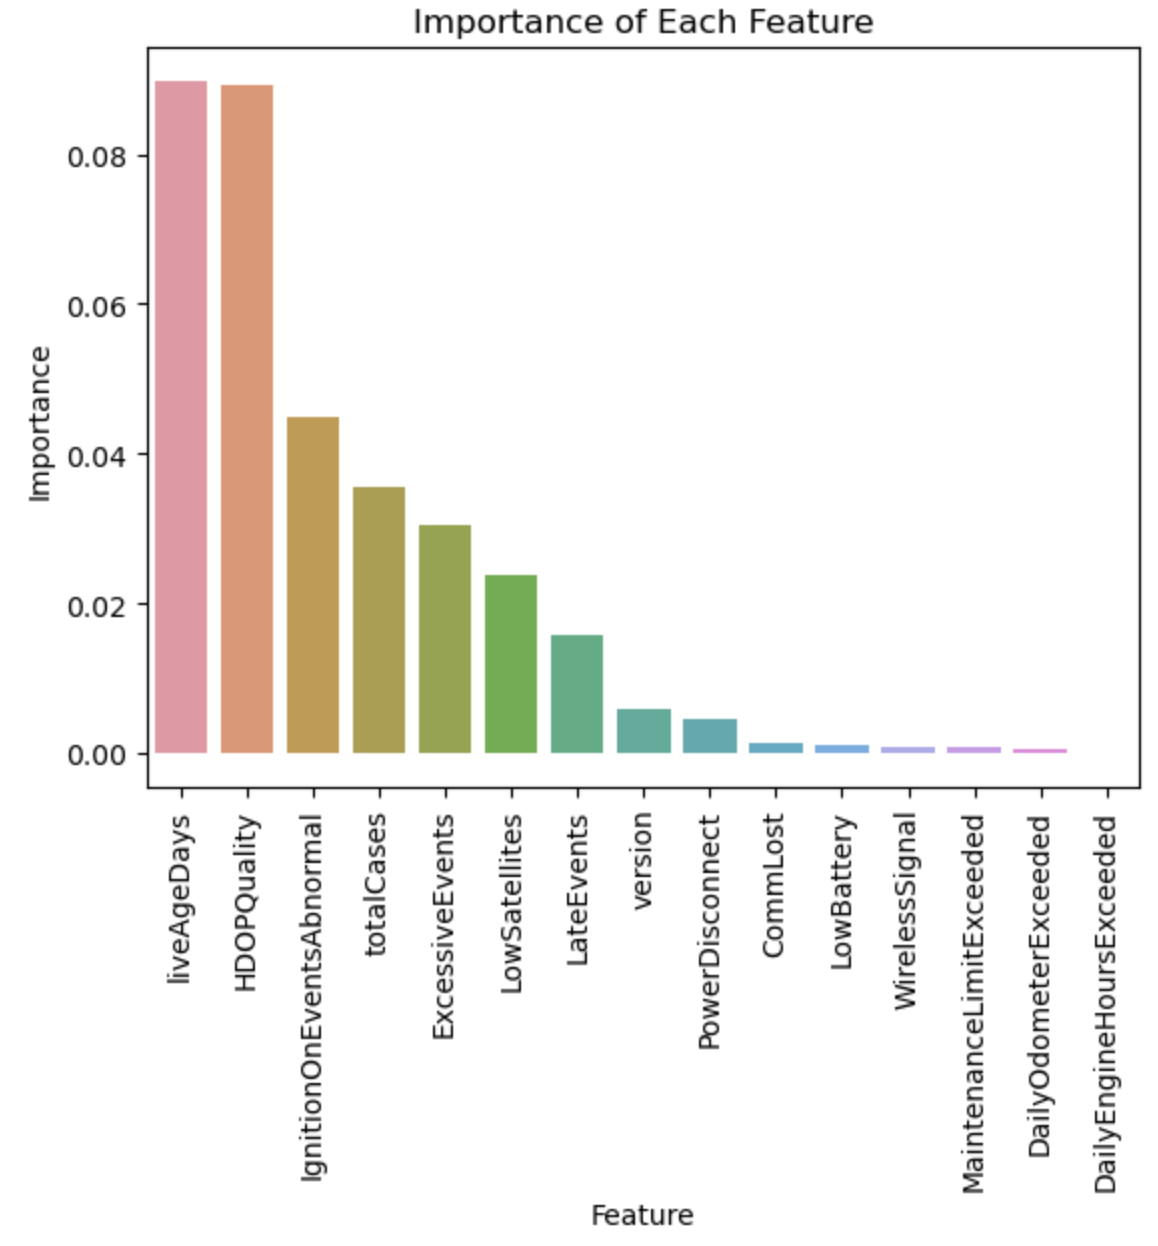 Importance of Each Feature
Importance
0.08
0.06
0.04
0.02
0.00
liveAgeDays
HDOPQuality
IgnitionOnEventsAbnormal
totalCases
ExcessiveEvents
LowSatellites
LateEvents
version
PowerDisconnect
CommLost
LowBattery
WirelessSignal
MaintenanceLimitExceeded
DailyOdometerExceeded
DailyEngineHoursExceeded
Feature